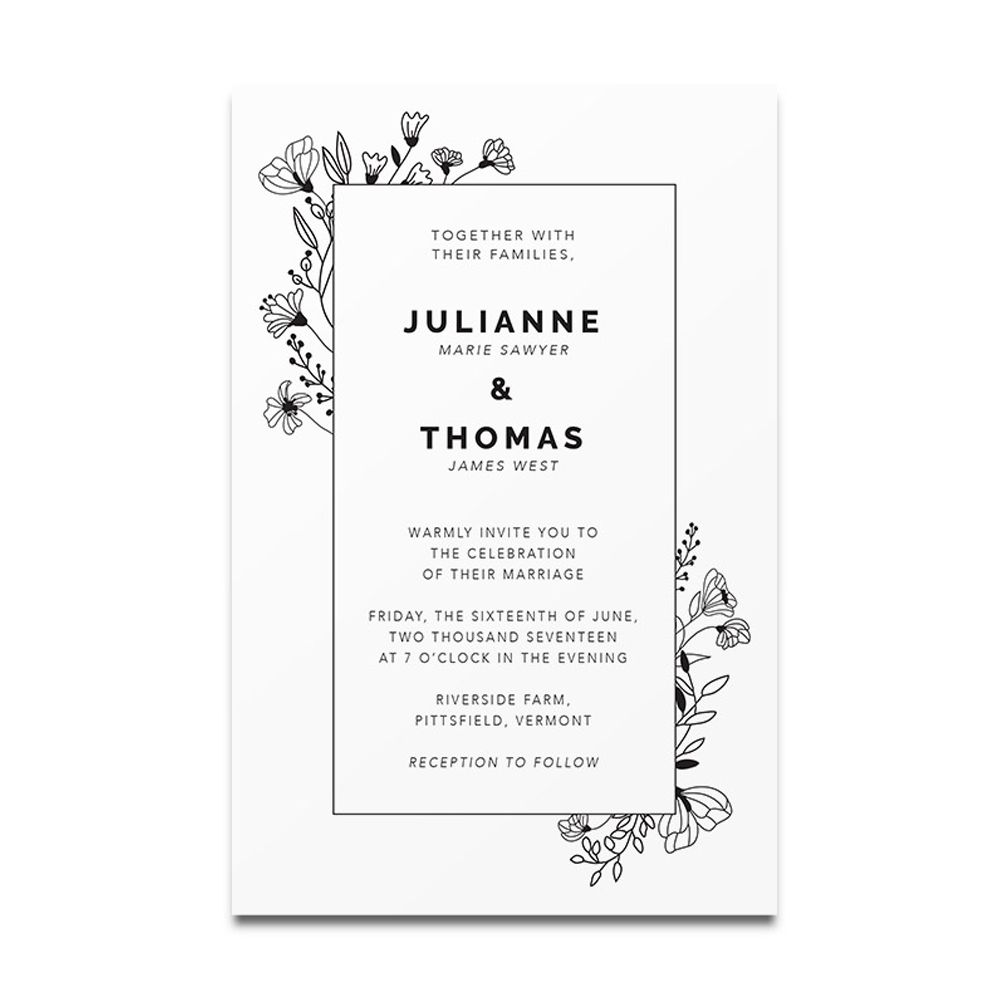 TOGETHER WITH
THEIR FAMILIES,
JULIANNE
MARIE SAWYER
&
THOMAS
JAMES WEST
WARMLY INVITE YOU TO
THE CELEBRATION
OF THEIR MARRIAGE
FRIDAY, THE SIXTEENTH OF JUNE,
TWO THOUSAND SEVENTEEN
AT 7 O'CLOCK IN THE EVENING
RIVERSIDE FARM,
PITTSFIELD, VERMONT
RECEPTION TO FOLLOW